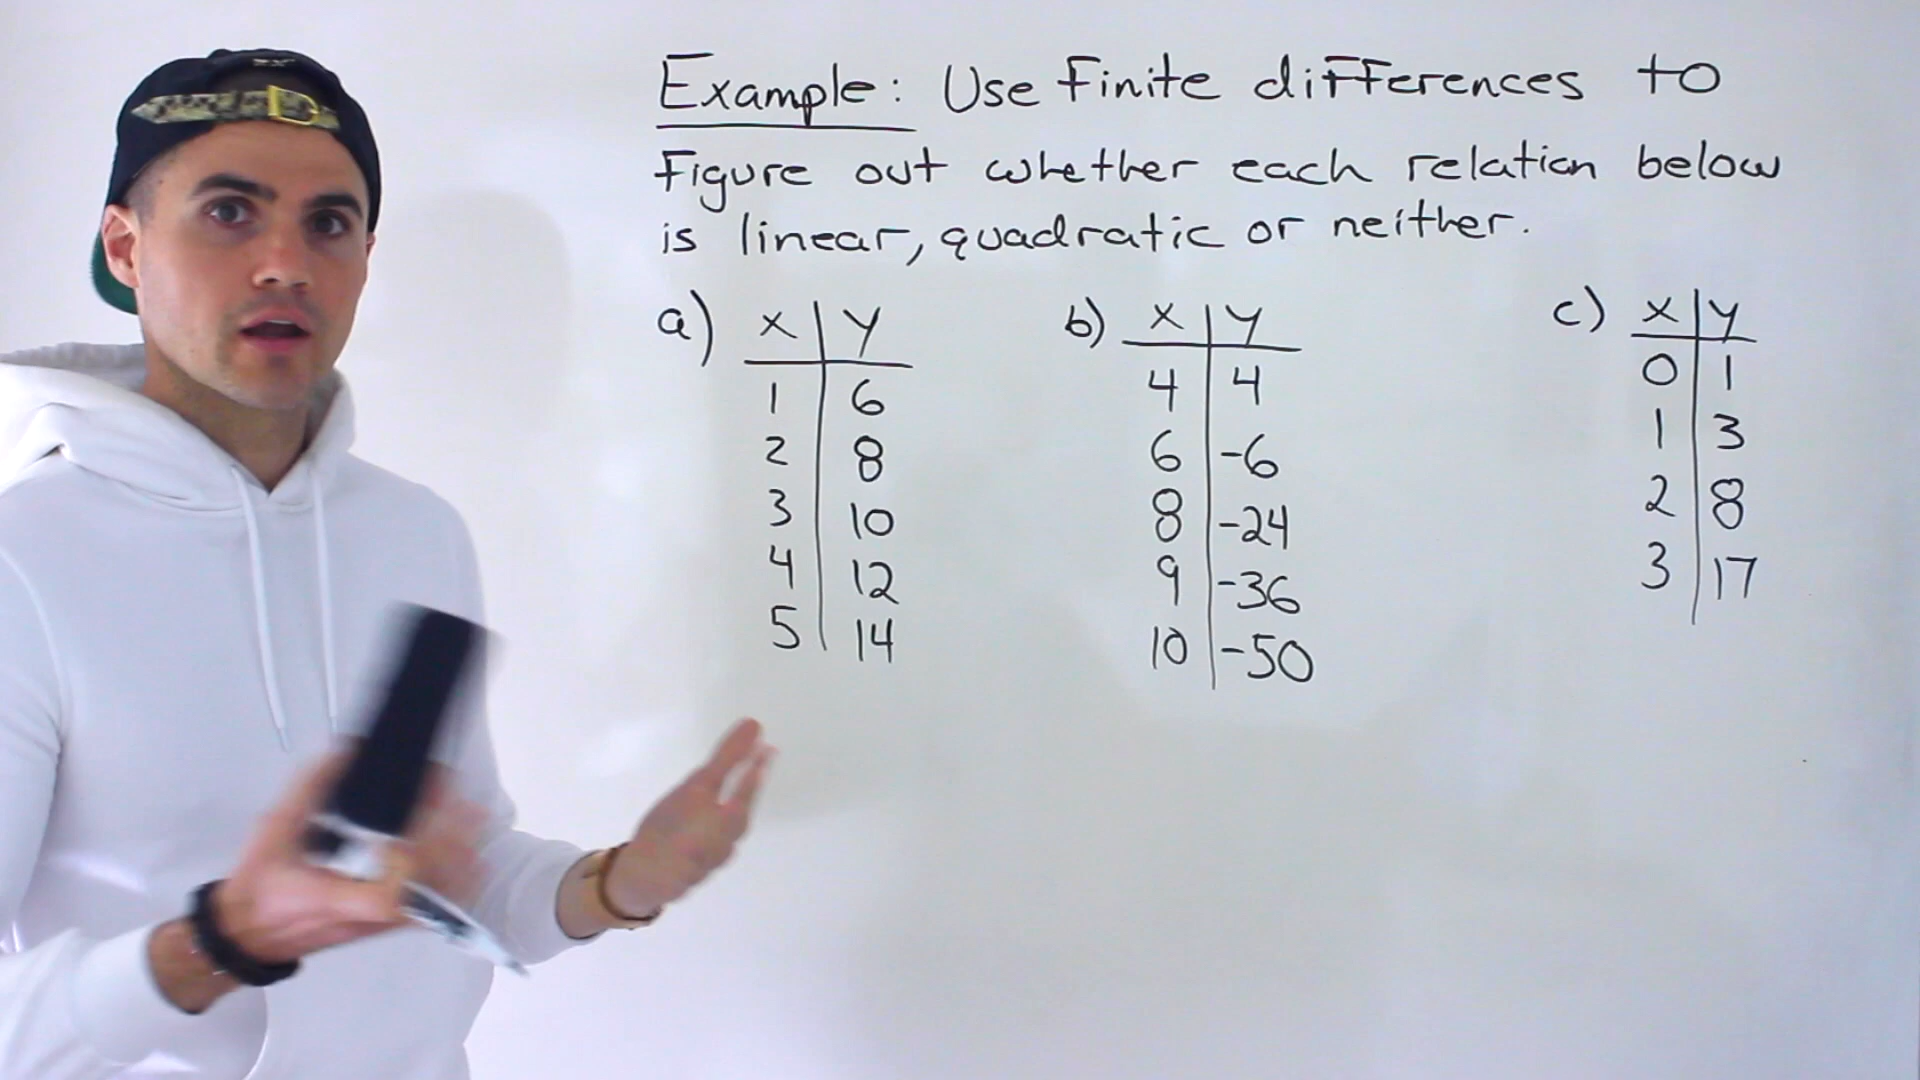 Example: Use finite differences to
figure out whether each relation below
is linear, quadratic or neither.
a) x y
1 6
2 8
3 10
4 12
5 14
b) x y
4 4
6 -6
8 -24
9 -36
10 -50
c) x y
0 1
1 3
2 8
3 17